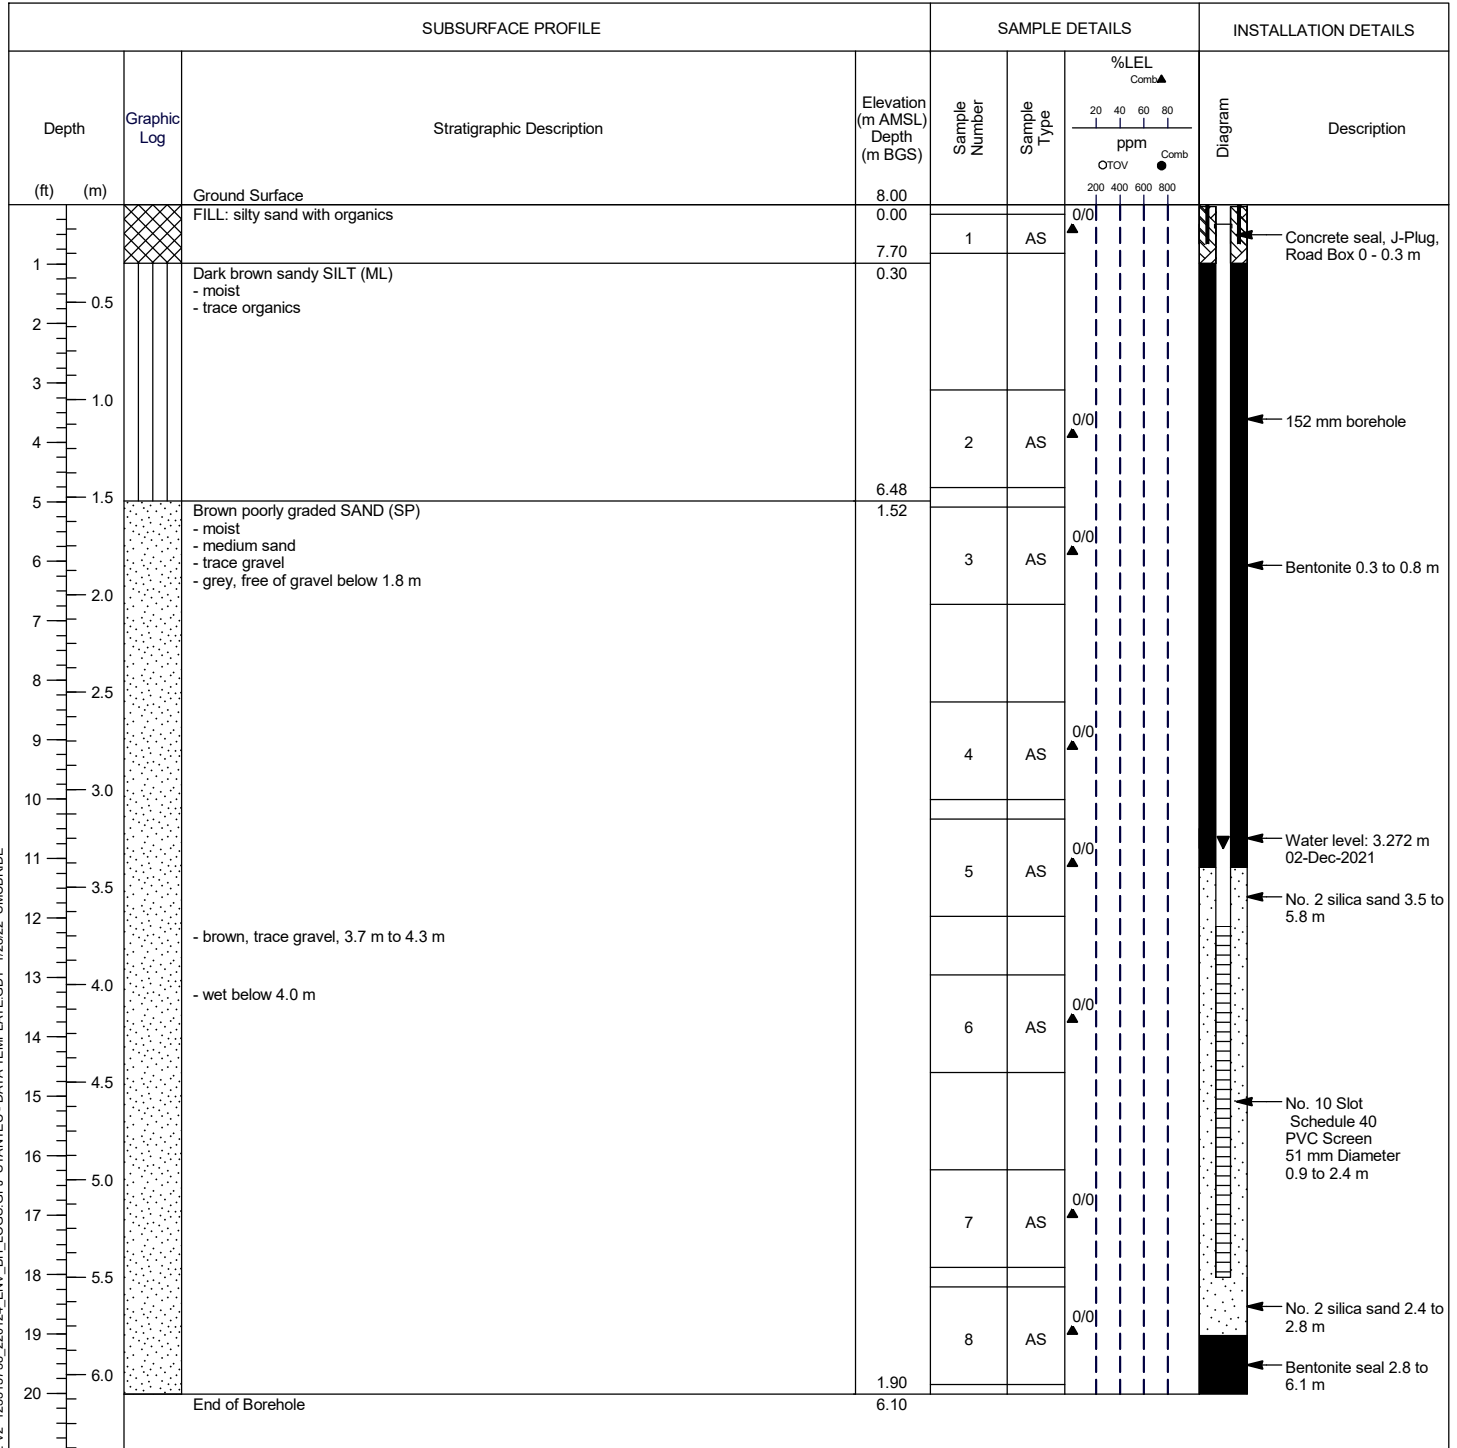 SUBSURFACE PROFILE
SAMPLE DETAILS
INSTALLATION DETAILS
Depth
(ft) (m)
Graphic
Log
Stratigraphic Description
Elevation
(m AMSL)
Depth
(m BGS)
Sample
Number
Sample
Type
%LEL
Comb
20 40 60 80
ppm
TOV
Comb
200 400 600 800
Diagram
Description
Ground Surface 8.00
FILL: silty sand with organics 0.00
7.70
Dark brown sandy SILT (ML) 0.30
- moist
- trace organics
6.48
Brown poorly graded SAND (SP) 1.52
- moist
- medium sand
- trace gravel
- grey, free of gravel below 1.8 m
- brown, trace gravel, 3.7 m to 4.3 m
- wet below 4.0 m
1.90
End of Borehole 6.10
1
2
3
4
5
6
7
8
9
10
11
12
13
14
15
16
17
18
19
20
0.5
1.0
1.5
2.0
2.5
3.0
3.5
4.0
4.5
5.0
5.5
6.0
1 AS 0/0
2 AS 0/0
3 AS 0/0
4 AS 0/0
5 AS 0/0
6 AS 0/0
7 AS 0/0
8 AS 0/0
Concrete seal, J-Plug,
Road Box 0 - 0.3 m
152 mm borehole
Bentonite 0.3 to 0.8 m
Water level: 3.272 m
02-Dec-2021
No. 2 silica sand 3.5 to
5.8 m
No. 10 Slot
Schedule 40
PVC Screen
51 mm Diameter
0.9 to 2.4 m
No. 2 silica sand 2.4 to
2.8 m
Bentonite seal 2.8 to
6.1 m